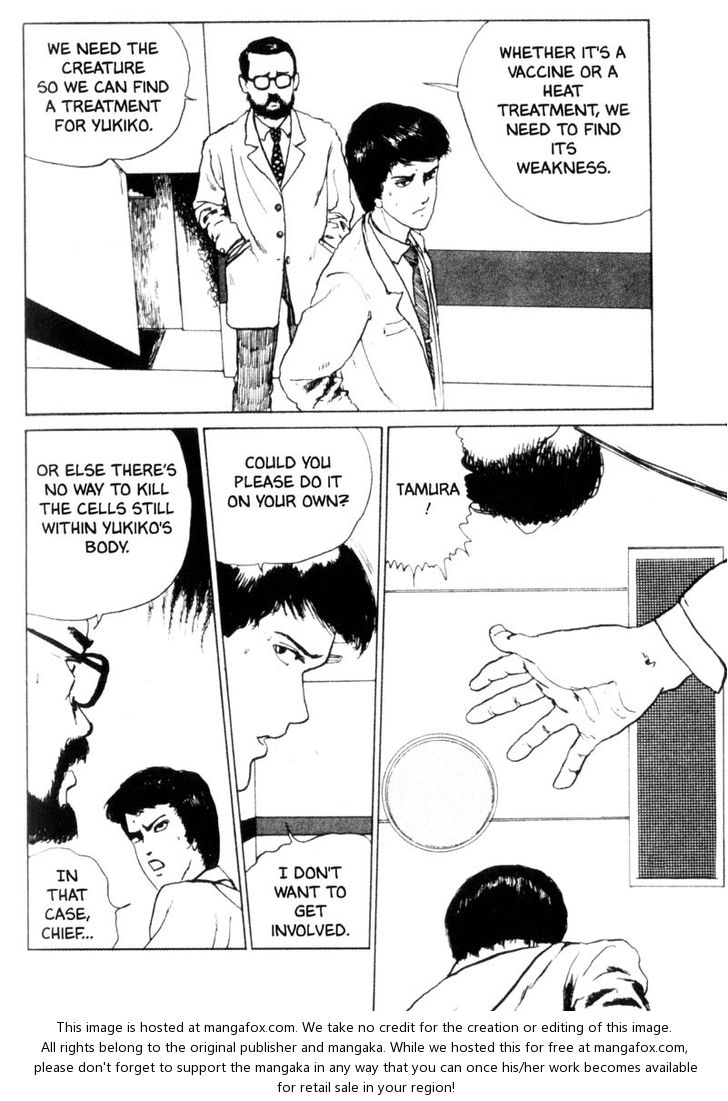 WE NEED THE
CREATURE
SO WE CAN FIND
A TREATMENT
FOR YUKIKO.
WHETHER IT'S A
VACCINE OR A
HEAT
TREATMENT, WE
NEED TO FIND
ITS
WEAKNESS.
OR ELSE THERE'S
NO WAY TO KILL
THE CELLS STILL
WITHIN YUKIKO'S
BODY.
IN
THAT
CASE,
CHIEF...
COULD YOU
PLEASE DO IT
ON YOUR OWN?
I DON'T
WANT TO
GET
INVOLVED.
TAMURA
!
This image is hosted at mangafox.com. We take no credit for the creation or editing of this image.
All rights belong to the original publisher and mangaka. While we hosted this for free at mangafox.com,
please don't forget to support the mangaka in any way that you can once his/her work becomes available
for retail sale in your region!